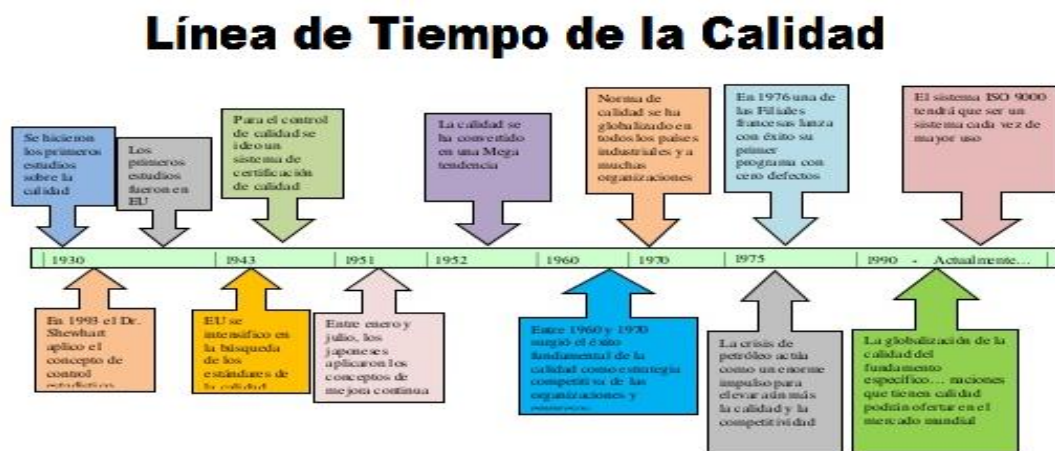 Línea de Tiempo de la Calidad
Se hicieron
los primeros
estudios
sobre la
calidad
Los
primeros
estudios
fueron en
EU
Para el control
de calidad se
ideo un
sistema de
certificación
de calidad
La calidad se
ha convertido
en una Mega
tendencia
Norma de
calidad se ha
globalizado en
todos los países
industriales y a
muchas
organizaciones
En 1976 una de
las Filiales
francesas lanza
con éxito su
primer
programa con
cero defectos
El sistema ISO 9000
tendrá que ser un
sistema cada vez de
mayor uso
1930
1943
1951
1952
1960
1970
1975
1990 - Actualmente...
En 1993 el Dr.
Shewhart
aplico el
concepto de
control
estadístico
EU se
intensifico en
la búsqueda
de los
estándares de
la calidad
Entre enero y
julio, los
japoneses
aplicaron los
conceptos de
mejora continua
Entre 1960 y 1970
surgió el éxito
fundamental de la
calidad como estrategia
competitiva de las
organizaciones y
La crisis de
petróleo actúa
como un enorme
impulso para
elevar aún más
la calidad y la
competitividad
La globalización de la
calidad del
fundamento
específico... naciones
que tienen calidad
podrán ofertar en el
mercado mundial